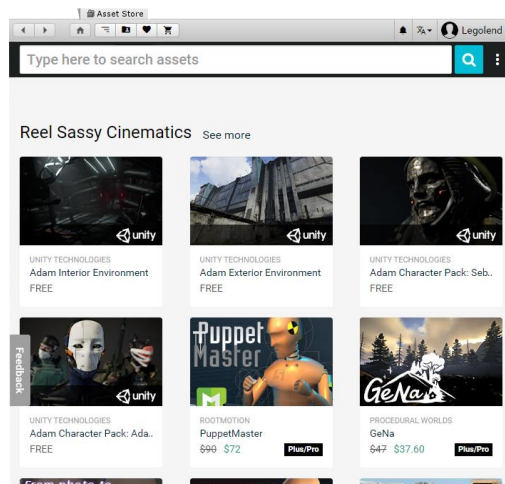 Asset Store
Legolend
Type here to search assets
Reel Sassy Cinematics See more
unity
unity
unity
UNITY TECHNOLOGIES
Adam Interior Environment
FREE
UNITY TECHNOLOGIES
Adam Exterior Environment
FREE
UNITY TECHNOLOGIES
Adam Character Pack: Seb..
FREE
Feedback
unity
Puppet
Master
GeNa
UNITY TECHNOLOGIES
Adam Character Pack: Ada..
FREE
ROOTMOTION
PuppetMaster
$90 $72 Plus/Pro
PROCEDURAL WORLDS
GeNa
$47 $37.60 Plus/Pro
From photo to